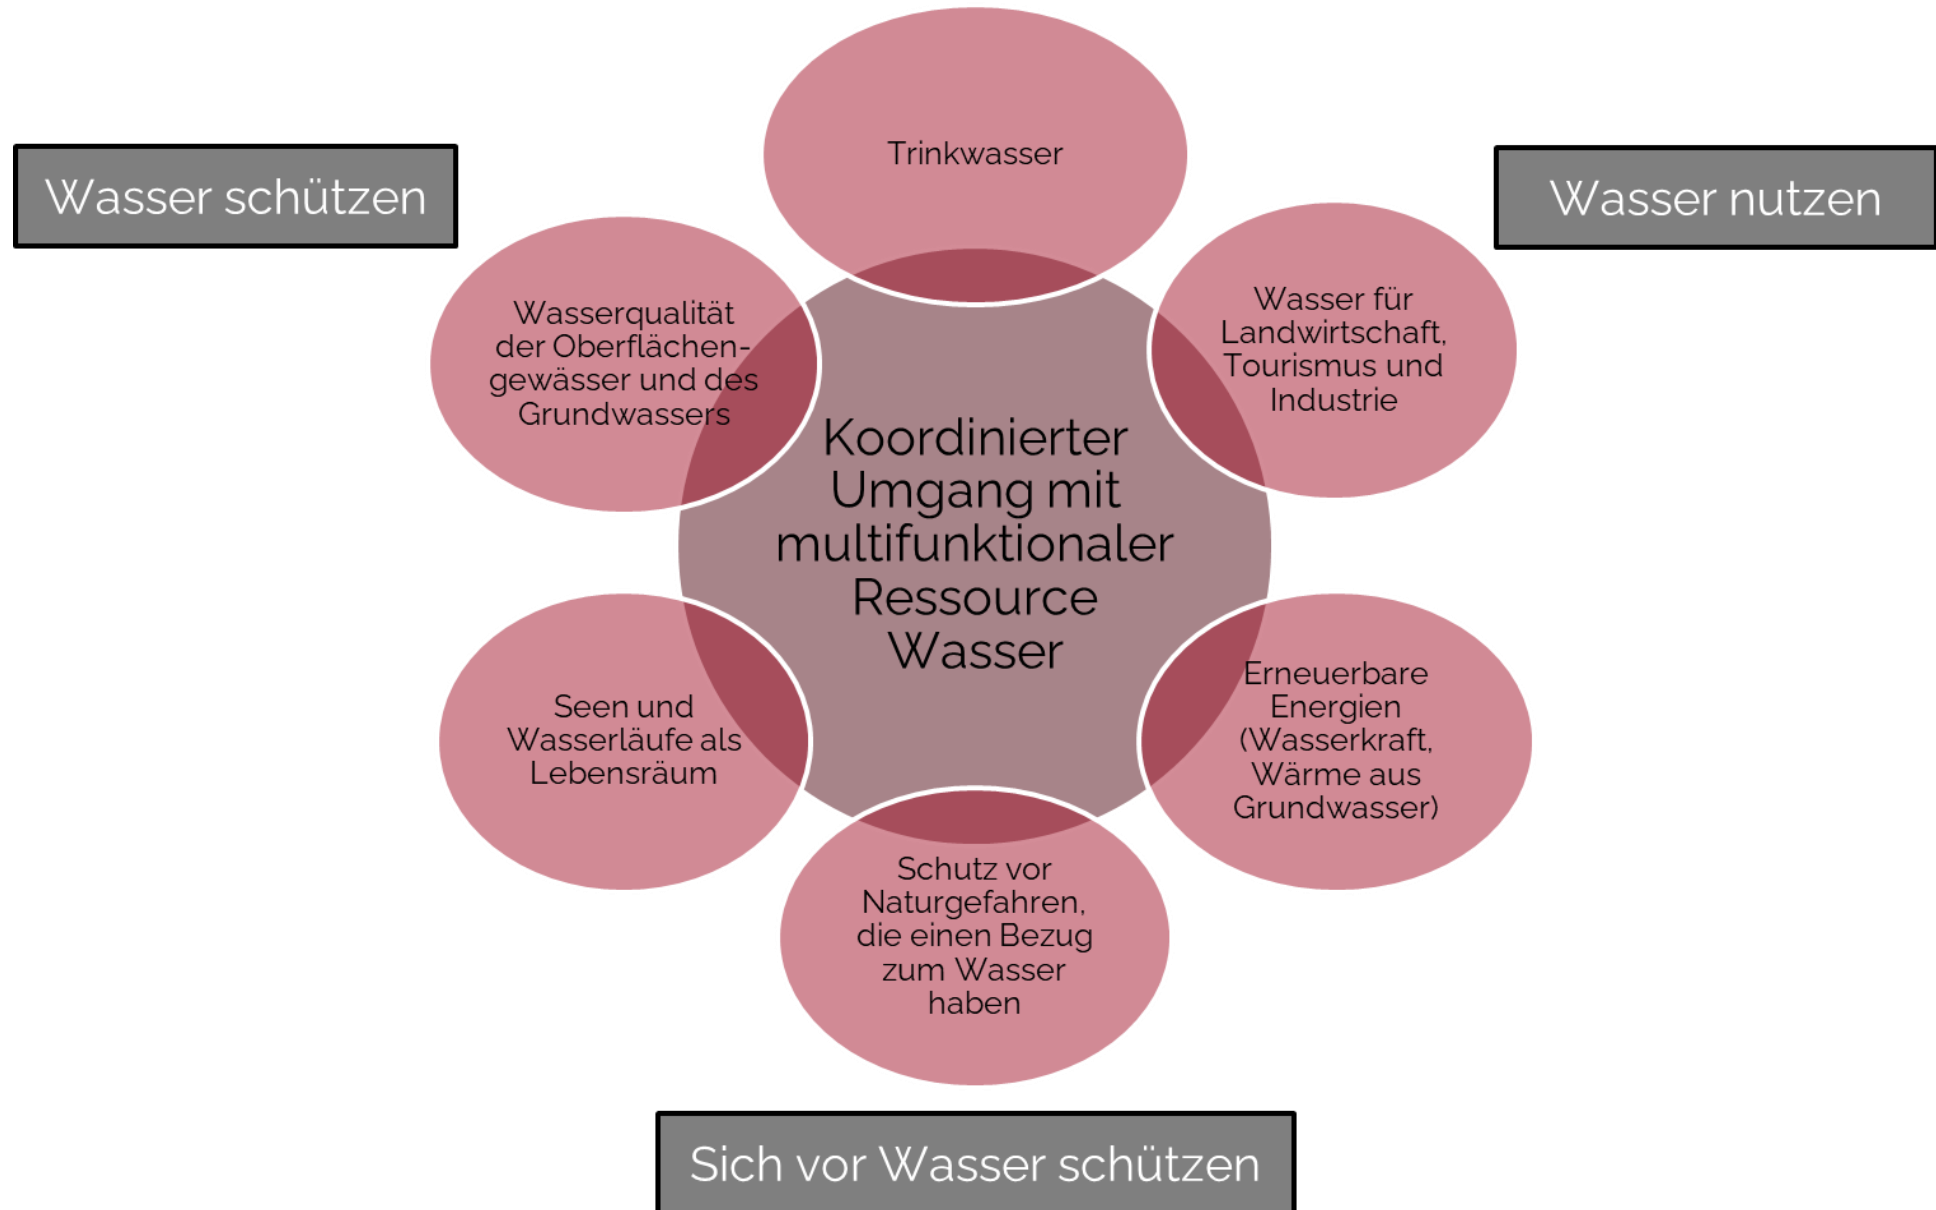 Trinkwasser
Wasser schützen
Wasser nutzen
Wasserqualität
der Oberflächen-
gewässer und des
Grundwassers
Wasser für
Landwirtschaft,
Tourismus und
Industrie
Koordinierter
Umgang mit
multifunktionaler
Ressource
Wasser
Seen und
Wasserläufe als
Lebensräum
Erneuerbare
Energien
(Wasserkraft,
Wärme aus
Grundwasser)
Schutz vor
Naturgefahren,
die einen Bezug
zum Wasser
haben
Sich vor Wasser schützen